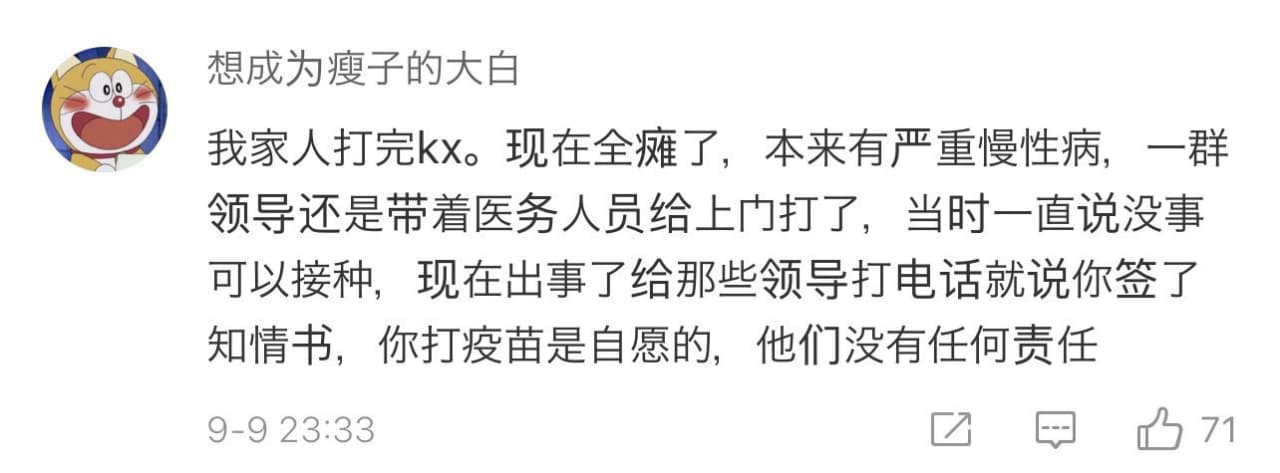 想成为瘦子的大白
我家人打完kx。现在全瘫了，本来有严重慢性病，一群
领导还是带着医务人员给上门打了，当时一直说没事
可以接种，现在出事了给那些领导打电话就说你签了
知情书，你打疫苗是自愿的，他们没有任何责任
9-9 23:33
71